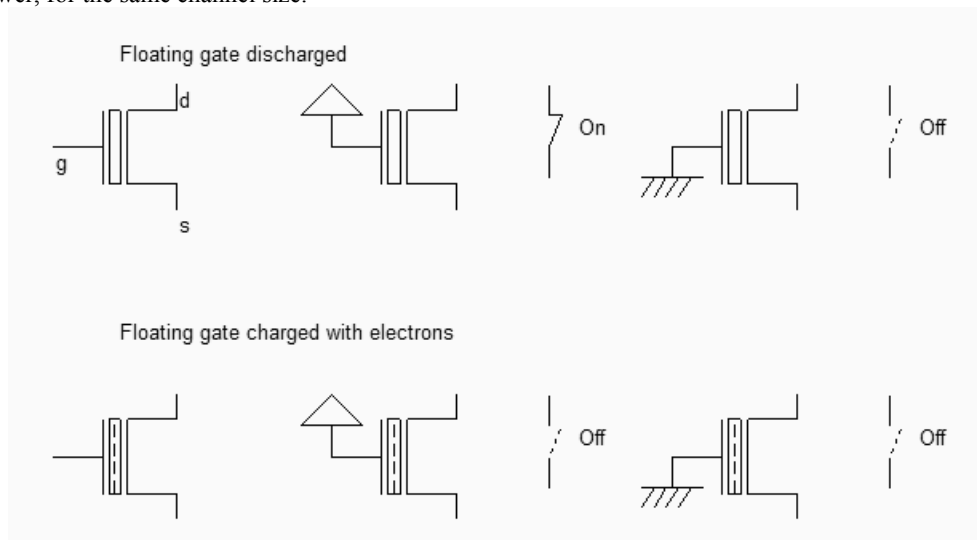 Floating gate discharged
d
On
Off
g
s
Floating gate charged with electrons
Off
Off